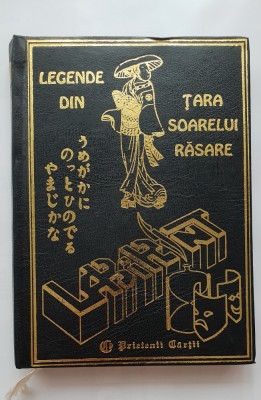 LEGENDE
DIN
ȚARA
SOARELUI
RĂSARE
うめがかに
のっとひのでる
やまじかな
LABIRINT
Prietenii Cărții